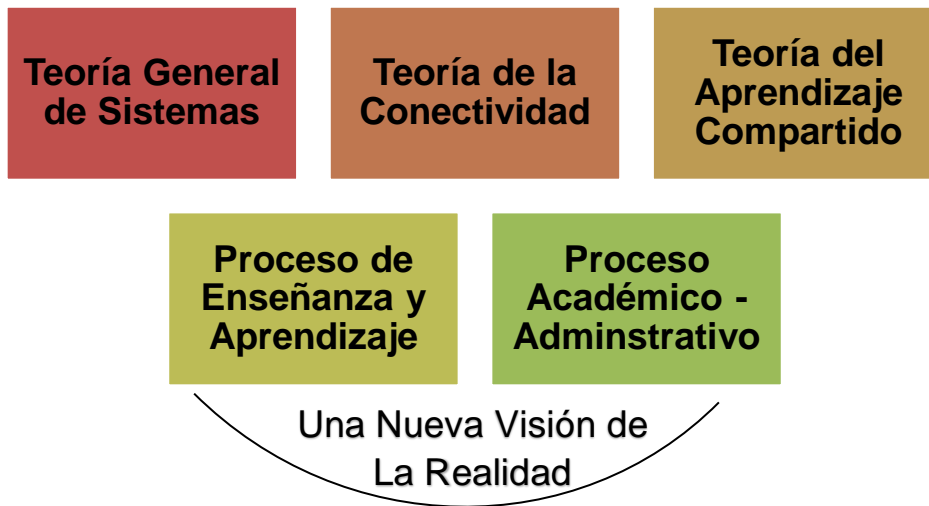 Teoría General
de Sistemas
Teoría de la
Conectividad
Teoría del
Aprendizaje
Compartido
Proceso de
Enseñanza y
Aprendizaje
Proceso
Académico -
Adminstrativo
Una Nueva Visión de
La Realidad